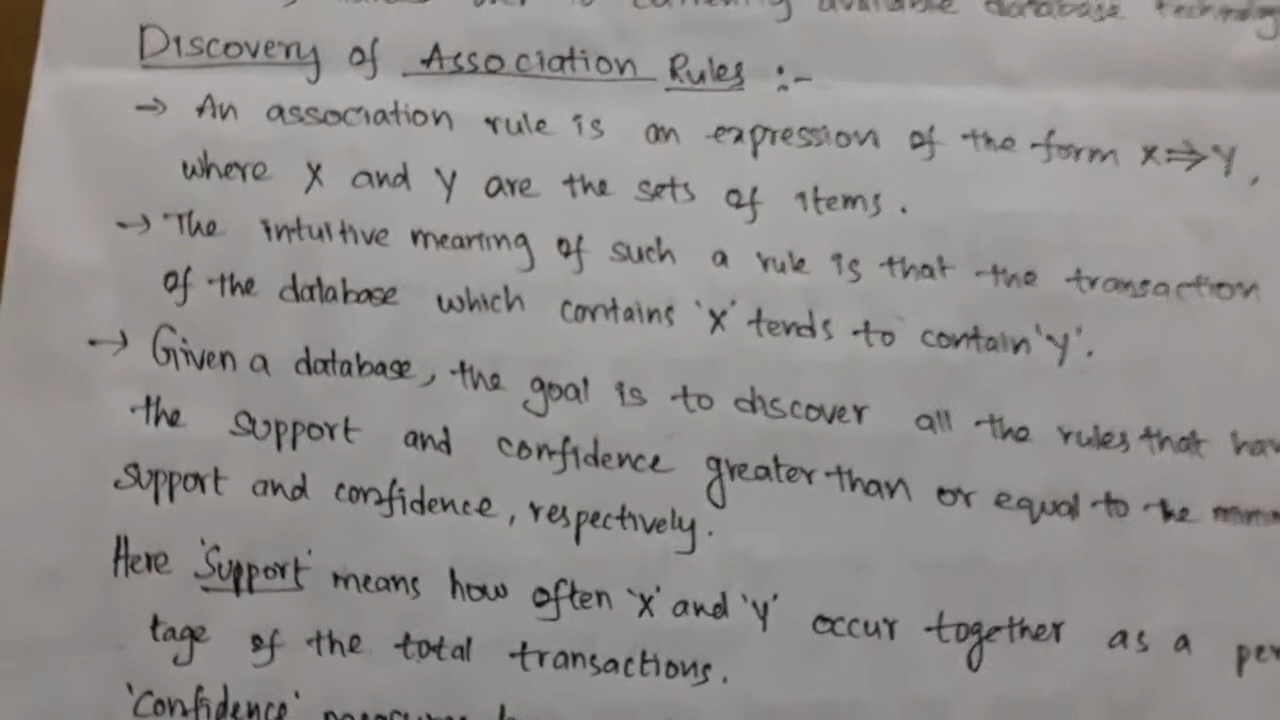 available database
Discovery of Association Rules :-
→ An association rule is an expression of the form X⇒Y,
where X and Y are the sets of items.
→ The intuitive meaning of such a rule is that the transaction
of the database which contains 'X' tends to contain 'Y'.
→ Given a database, the goal is to discover all the rules that hav
the support and confidence greater than or equal to the
support and confidence, respectively.
Here 'Support' means how often 'X' and 'Y' occur together as a per
tage of the total transactions.
'Confidence'